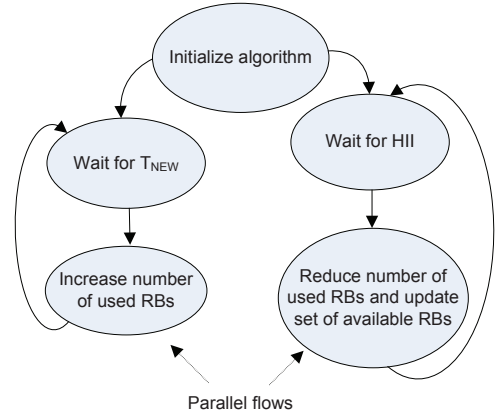 Initialize algorithm
Wait for T_NEW
Wait for HII
Increase number
of used RBs
Reduce number of
used RBs and update
set of available RBs
Parallel flows